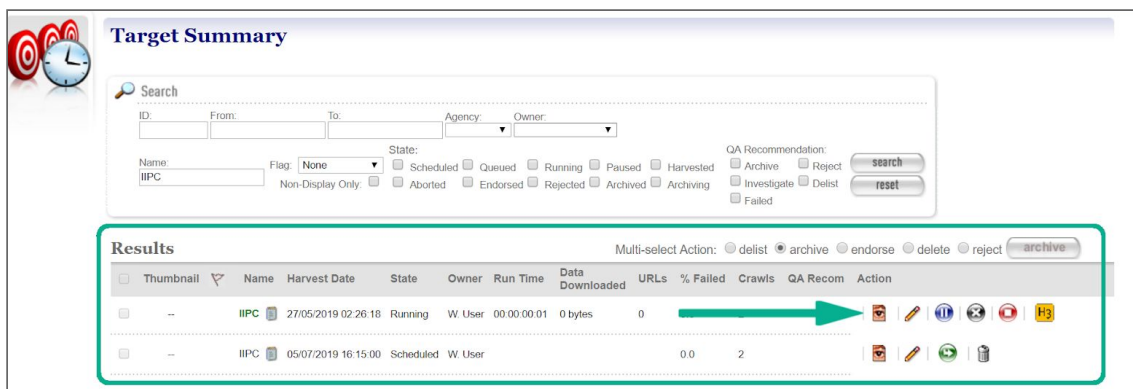 Target Summary
Search
ID: From: To: Agency: Owner:
State: QA Recommendation:
Name: Flag: None Scheduled Queued Running Paused Harvested Archive Reject search
IIPC Non-Display Only: Aborted Endorsed Rejected Archived Archiving Investigate Delist reset
Failed
Results Multi-select Action: delist archive endorse delete reject archive
Thumbnail Name Harvest Date State Owner Run Time Data Downloaded URLs % Failed Crawls QA Recom Action
-- IIPC 27/05/2019 02:26:18 Running W. User 00:00:00:01 0 bytes 0 H3
-- IIPC 05/07/2019 16:15:00 Scheduled W. User 0.0 2